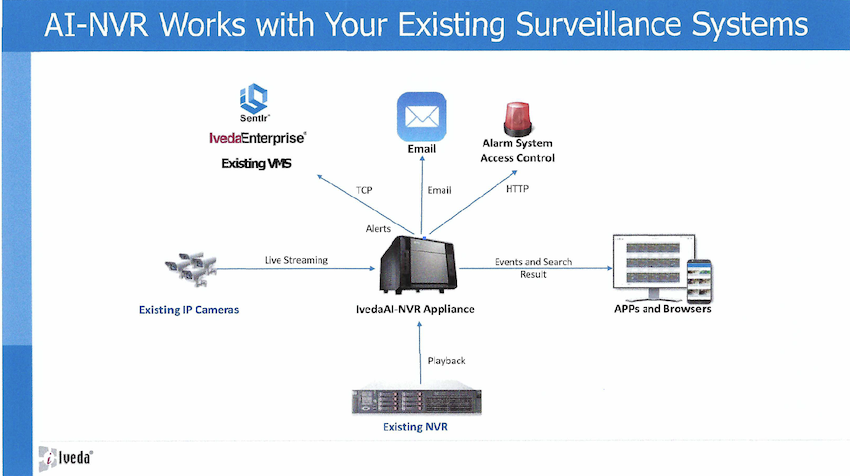 AI-NVR Works with Your Existing Surveillance Systems
Sentir®
IvedaEnterprise®
Existing VMS
Email
Alarm System
Access Control
TCP
Email
HTTP
Alerts
Live Streaming
Events and Search
Result
Existing IP Cameras
IvedaAI-NVR Appliance
APPs and Browsers
Playback
Existing NVR
iveda®